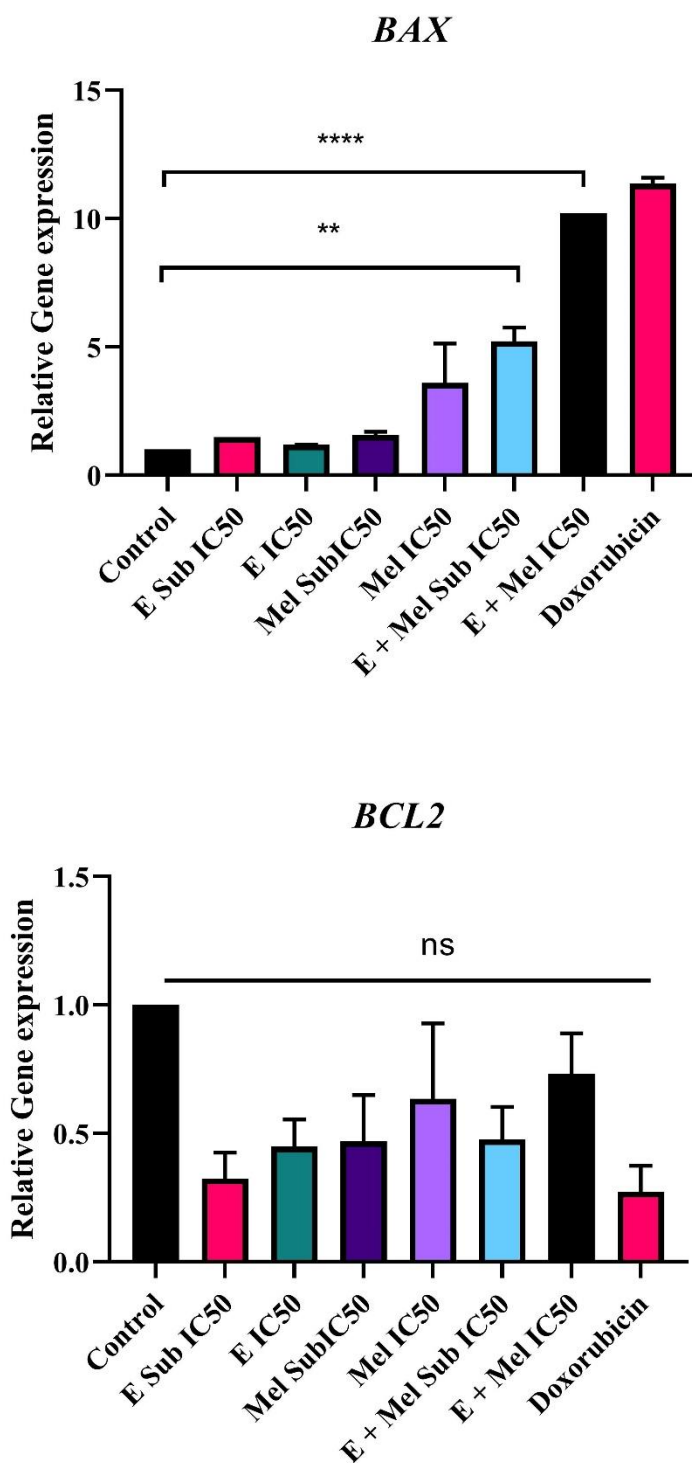 BAX
Relative Gene expression
15
10
5
0
****
**
Control
E Sub IC50
E IC50
Mel SubIC50
Mel IC50
E + Mel Sub IC50
E + Mel IC50
Doxorubicin
BCL2
Relative Gene expression
1.5
1.0
0.5
0.0
ns
Control
E Sub IC50
E IC50
Mel SubIC50
Mel IC50
E + Mel Sub IC50
E + Mel IC50
Doxorubicin